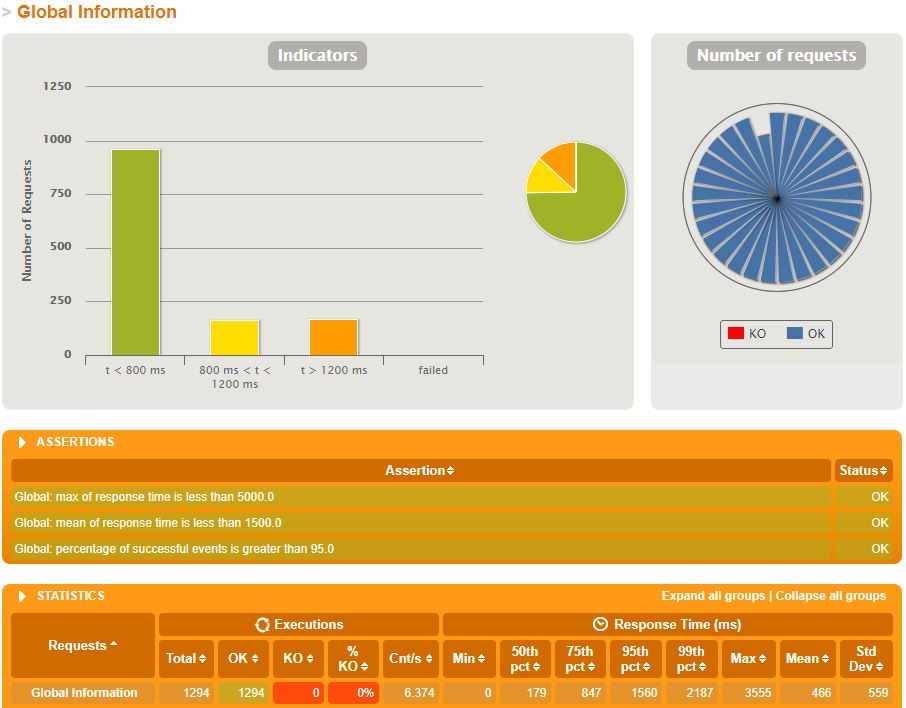 > Global Information
Indicators
Number of requests
1250
1000
750
500
250
0
Number of Requests
t < 800 ms
800 ms < t <
1200 ms
t > 1200 ms
failed
KO
OK
ASSERTIONS
Assertion Status
Global: max of response time is less than 5000.0 OK
Global: mean of response time is less than 1500.0 OK
Global: percentage of successful events is greater than 95.0 OK
STATISTICS Expand all groups | Collapse all groups
Requests Executions Response Time (ms)
Total OK KO % KO Cnt/s Min 50th pct 75th pct 95th pct 99th pct Max Mean Std Dev
Global Information 1294 1294 0 0% 6.374 0 179 847 1560 2187 3555 466 559